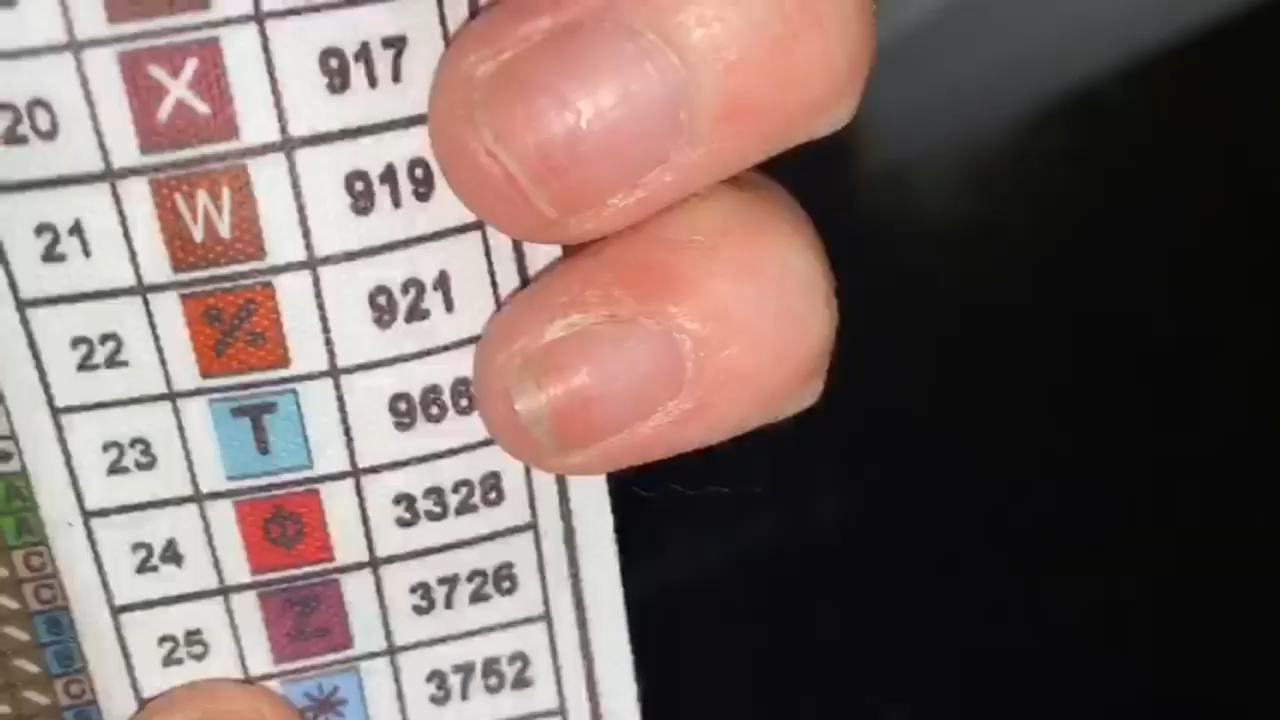 20 X 917
21 W 919
22 % 921
23 T 966
24 Φ 3328
25 Z 3726
* 3752
A
A
C
C
C